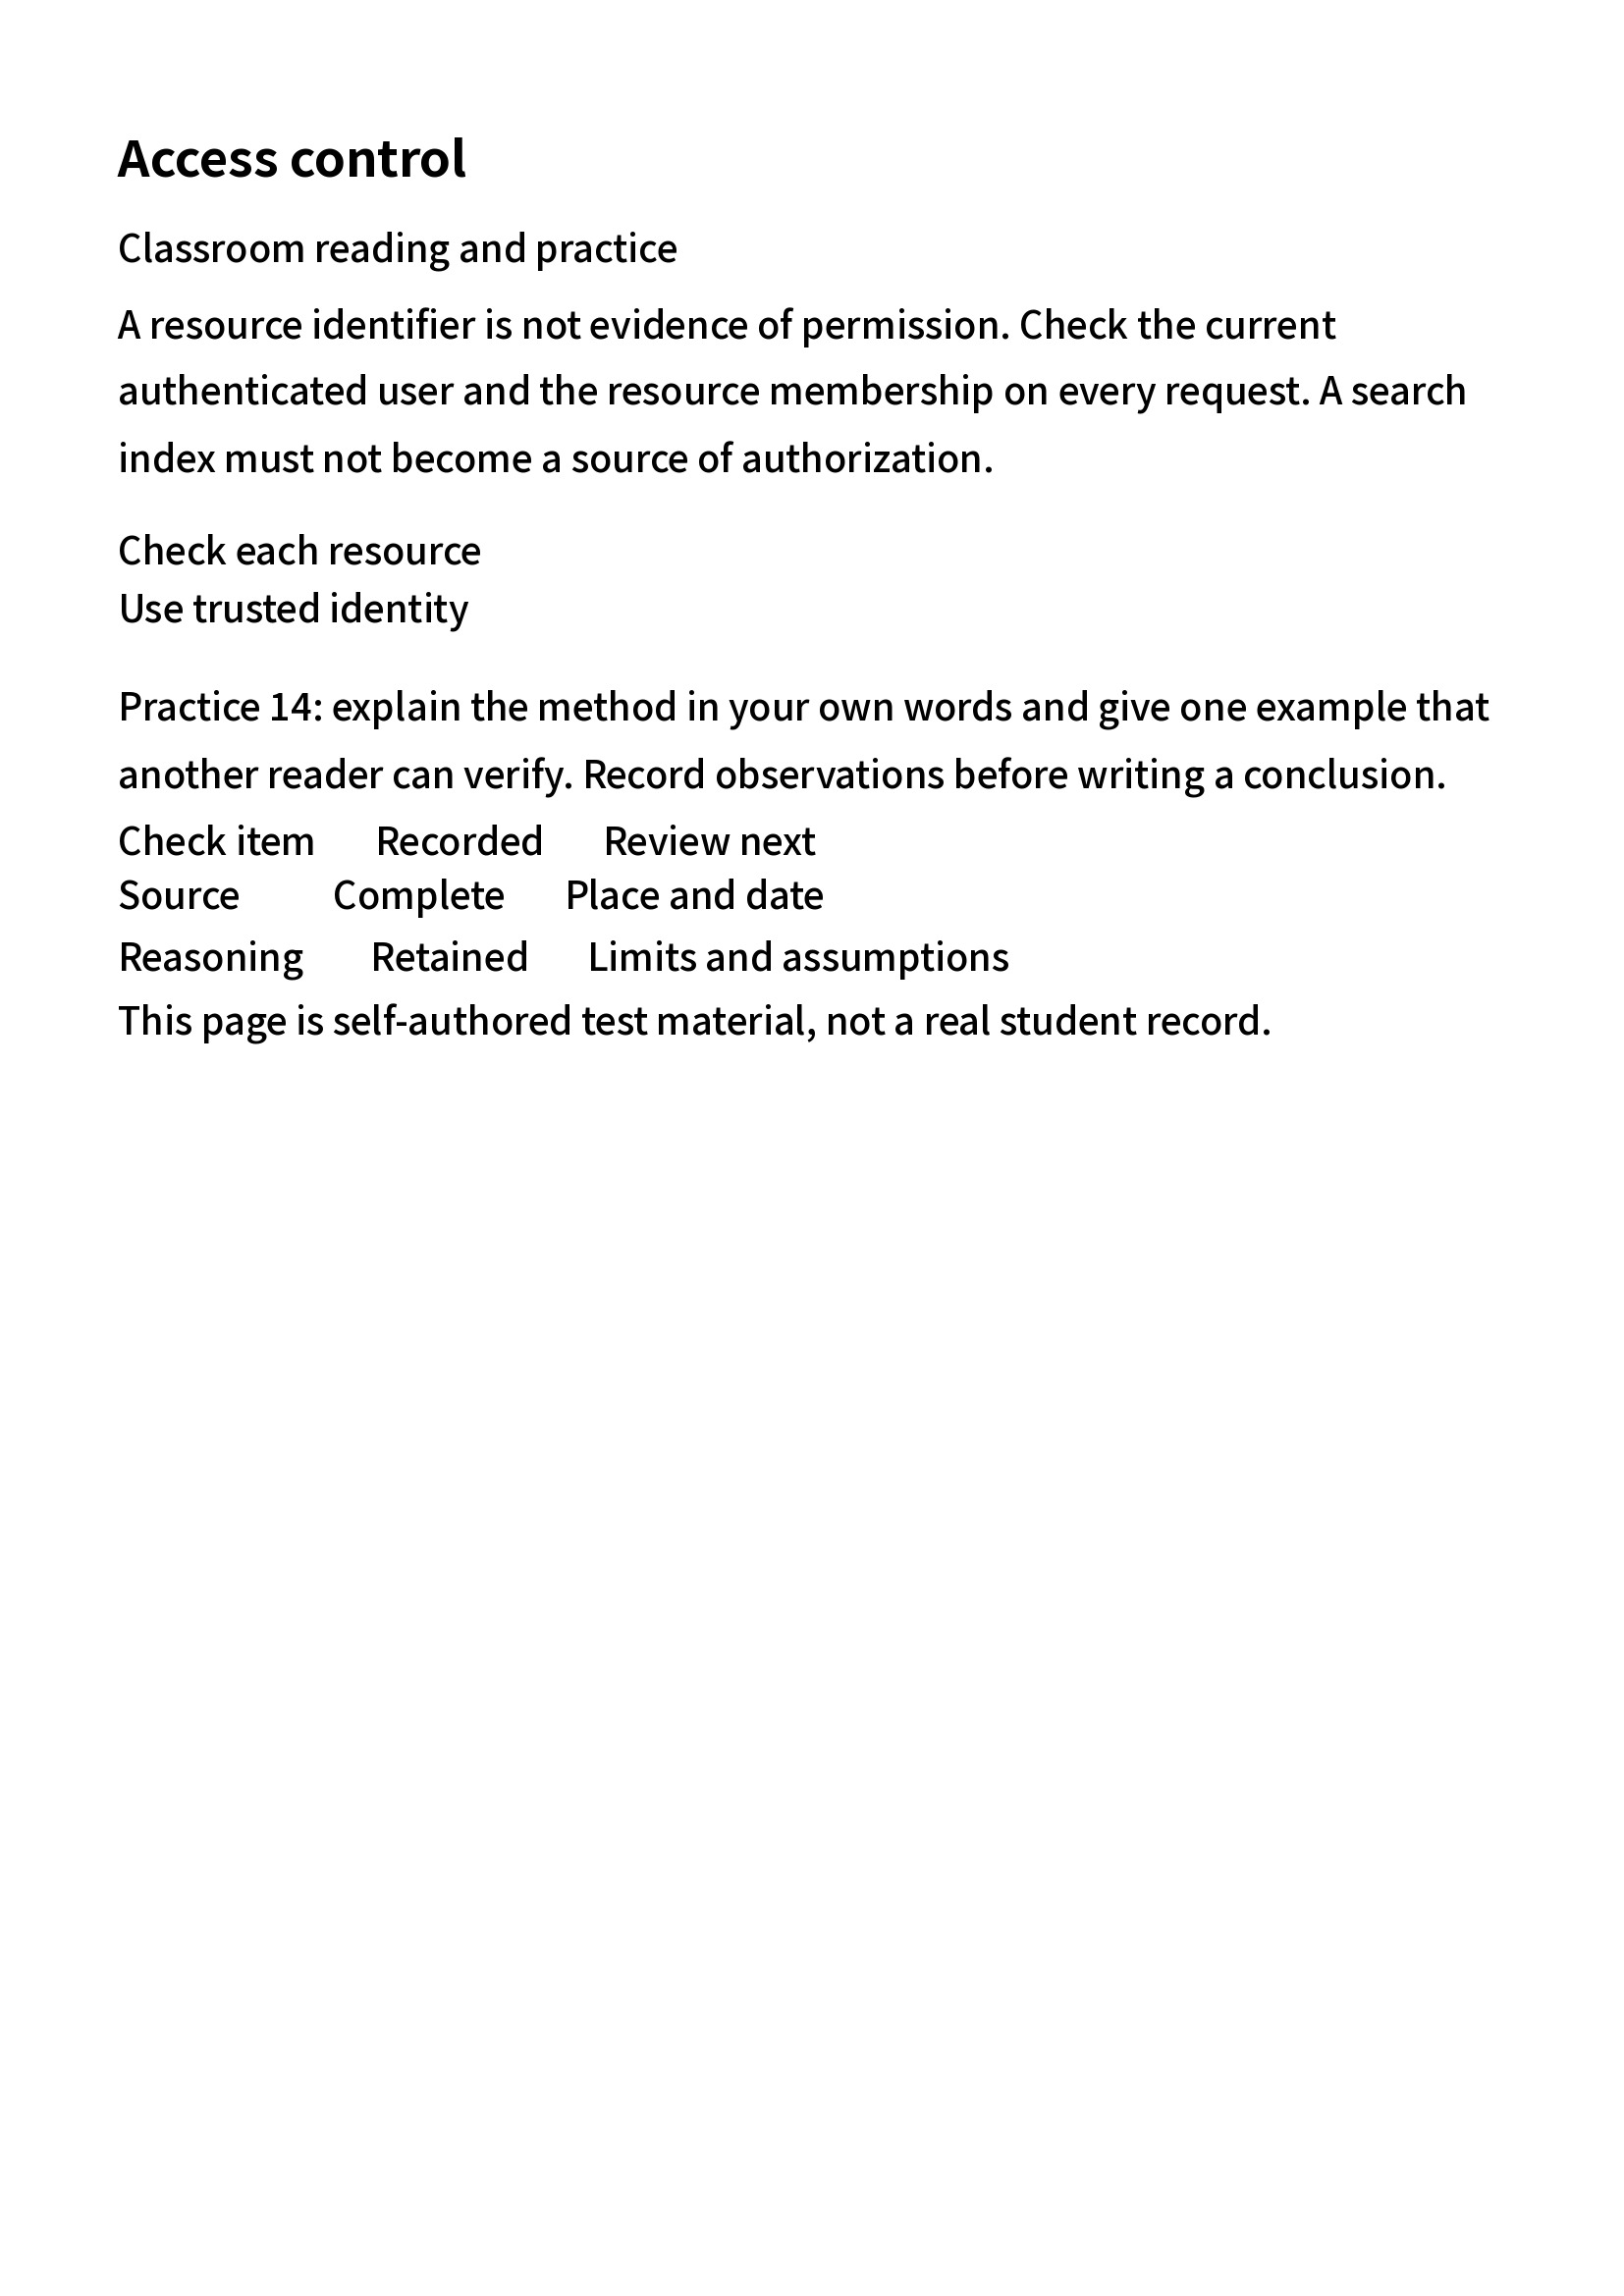 Access control
Classroom reading and practice
A resource identifier is not evidence of permission. Check the current
authenticated user and the resource membership on every request. A search
index must not become a source of authorization.
Check each resource
Use trusted identity
Practice 14: explain the method in your own words and give one example that
another reader can verify. Record observations before writing a conclusion.
Check item Recorded Review next
Source Complete Place and date
Reasoning Retained Limits and assumptions
This page is self-authored test material, not a real student record.